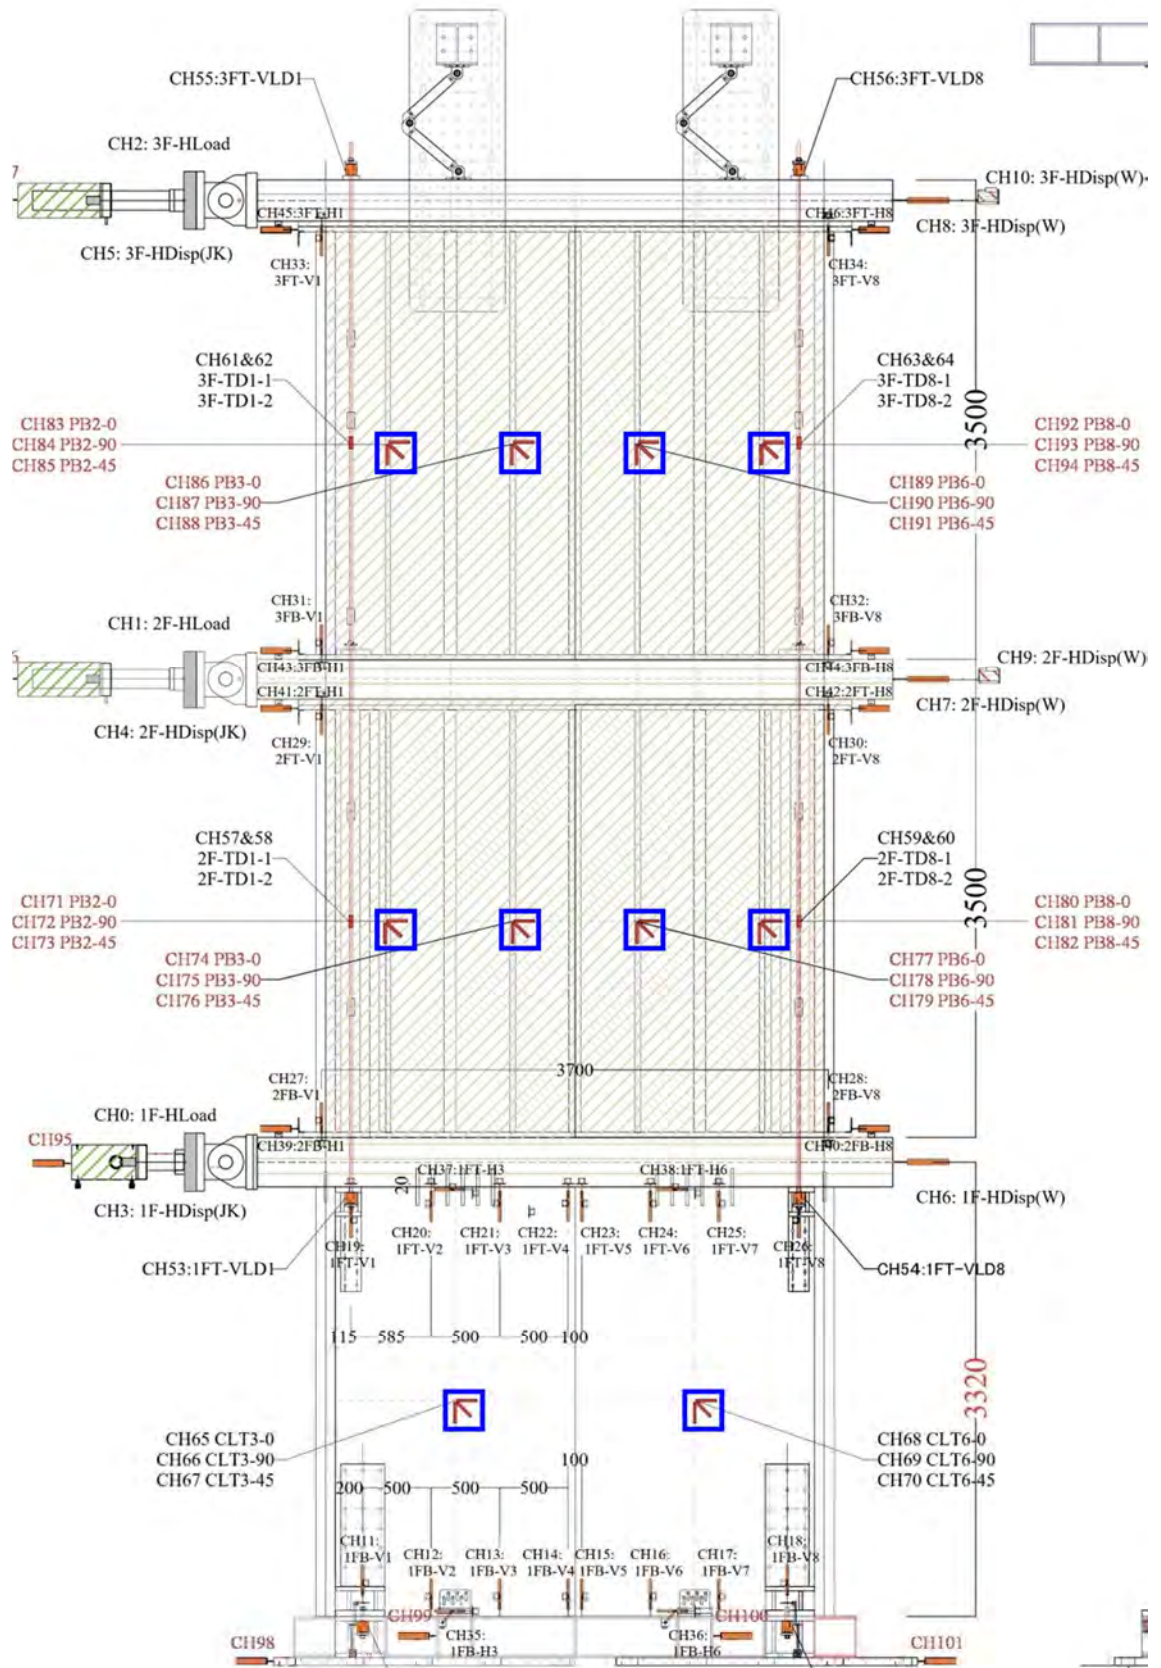 CH55:3FT-VLD1
CH56:3FT-VLD8
CH2: 3F-HLoad
7
CH10: 3F-HDisp(W)
CH45:3FT-H1
CH46:3FT-H8
CH8: 3F-HDisp(W)
CH5: 3F-HDisp(JK)
CH33:
3FT-V1
CH34:
3FT-V8
CH61&62
3F-TD1-1
3F-TD1-2
CH63&64
3F-TD8-1
3F-TD8-2
3500
CH83 PB2-0
CH84 PB2-90
CH85 PB2-45
CH92 PB8-0
CH93 PB8-90
CH94 PB8-45
CH86 PB3-0
CH87 PB3-90
CH88 PB3-45
CH89 PB6-0
CH90 PB6-90
CH91 PB6-45
CH31:
3FB-V1
CH32:
3FB-V8
CH1: 2F-HLoad
CH9: 2F-HDisp(W)
CH43:3FB-H1
CH44:3FB-H8
CH41:2FT-H1
CH42:2FT-H8
CH7: 2F-HDisp(W)
CH4: 2F-HDisp(JK)
CH29:
2FT-V1
CH30:
2FT-V8
CH57&58
2F-TD1-1
2F-TD1-2
CH59&60
2F-TD8-1
2F-TD8-2
3500
CH71 PB2-0
CH72 PB2-90
CH73 PB2-45
CH80 PB8-0
CH81 PB8-90
CH82 PB8-45
CH74 PB3-0
CH75 PB3-90
CH76 PB3-45
CH77 PB6-0
CH78 PB6-90
CH79 PB6-45
3700
CH27:
2FB-V1
CH28:
2FB-V8
CH0: 1F-HLoad
CH95
CH39:2FB-H1
CH40:2FB-H8
CH37:1FT-H3
CH38:1FT-H6
20
CH3: 1F-HDisp(JK)
CH6: 1F-HDisp(W)
CH19:
1FT-V1
CH20:
1FT-V2
CH21:
1FT-V3
CH22:
1FT-V4
CH23:
1FT-V5
CH24:
1FT-V6
CH25:
1FT-V7
CH26:
1FT-V8
CH53:1FT-VLD1
CH54:1FT-VLD8
115 585 500 500 100
3320
CH65 CLT3-0
CH66 CLT3-90
CH67 CLT3-45
CH68 CLT6-0
CH69 CLT6-90
CH70 CLT6-45
100
200 500 500 500
CH11:
1FB-V1
CH12:
1FB-V2
CH13:
1FB-V3
CH14:
1FB-V4
CH15:
1FB-V5
CH16:
1FB-V6
CH17:
1FB-V7
CH18:
1FB-V8
CH99
CH100
CH98
CH35:
1FB-H3
CH36:
1FB-H6
CH101